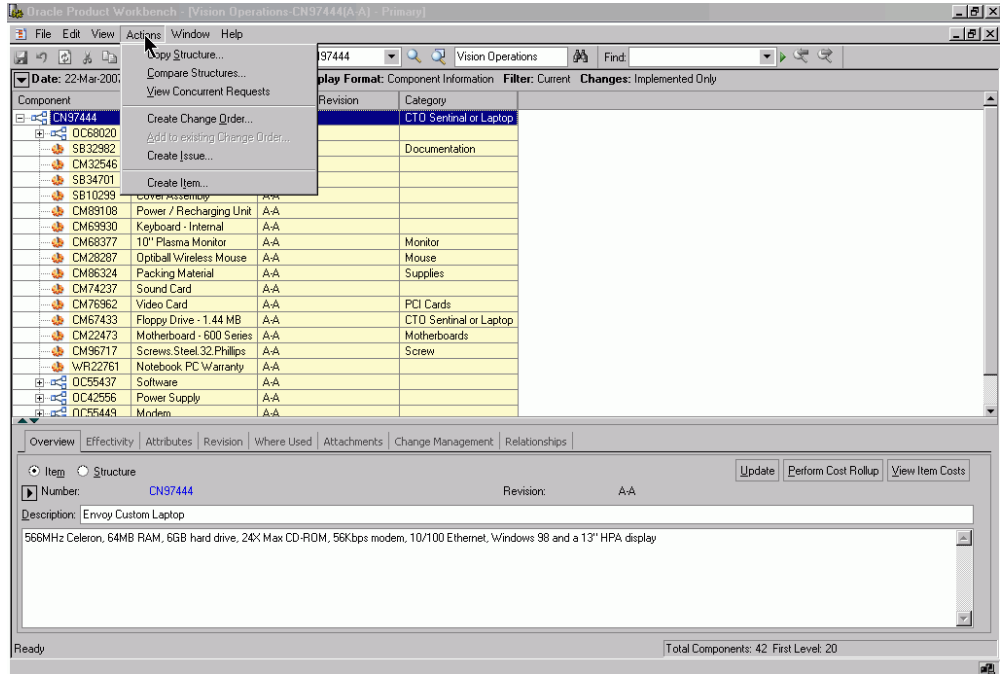 Oracle Product Workbench - [Vision Operations-CN97444(A-A) - Primary]
File Edit View Actions Window Help
97444 Vision Operations Find:
Date: 22-Mar-2007 play Format: Component Information Filter: Current Changes: Implemented Only
Copy Structure...
Compare Structures...
View Concurrent Requests
Create Change Order...
Add to existing Change Order...
Create Issue...
Create Item...
Component Revision Category
CN97444 CTO Sentinal or Laptop
OC68020
SB32982 Documentation
CM32546
SB34701
SB10299 Cover Assembly A-A
CM89108 Power / Recharging Unit A-A
CM69930 Keyboard - Internal A-A
CM68377 10" Plasma Monitor A-A Monitor
CM28287 Optiball Wireless Mouse A-A Mouse
CM86324 Packing Material A-A Supplies
CM74237 Sound Card A-A
CM76962 Video Card A-A PCI Cards
CM67433 Floppy Drive - 1.44 MB A-A CTO Sentinal or Laptop
CM22473 Motherboard - 600 Series A-A Motherboards
CM96717 Screws.Steel.32.Phillips A-A Screw
WR22761 Notebook PC Warranty A-A
OC55437 Software A-A
OC42556 Power Supply A-A
OC55449 Modem A-A
Overview Effectivity Attributes Revision Where Used Attachments Change Management Relationships
Item Structure Update Perform Cost Rollup View Item Costs
Number: CN97444 Revision: A-A
Description: Envoy Custom Laptop
566MHz Celeron, 64MB RAM, 6GB hard drive, 24X Max CD-ROM, 56Kbps modem, 10/100 Ethernet, Windows 98 and a 13" HPA display
Ready Total Components: 42 First Level: 20